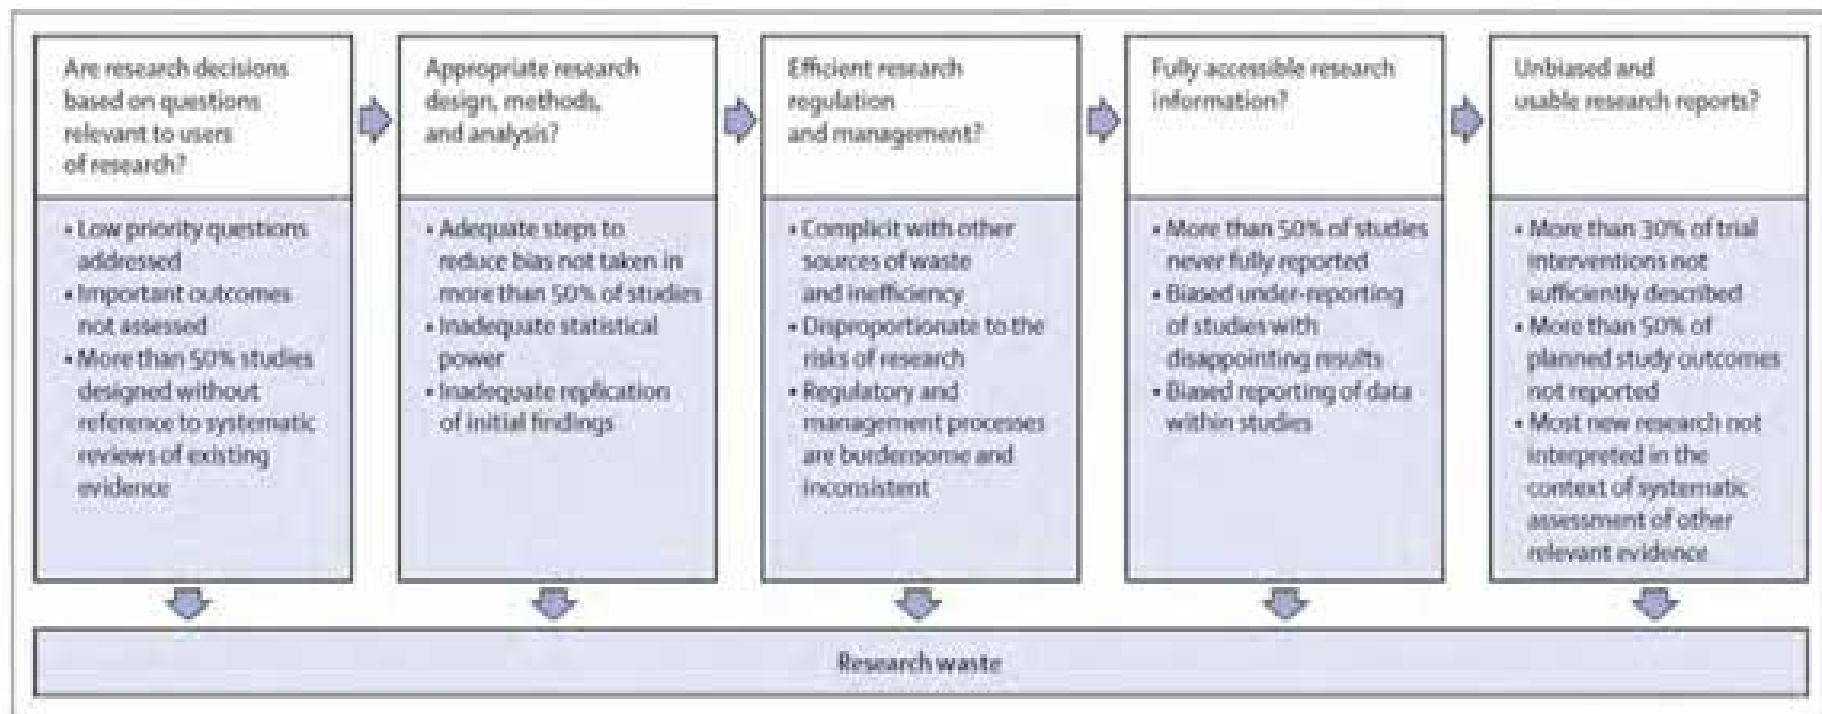 Are research decisions
based on questions
relevant to users
of research?
• Low priority questions
addressed
• Important outcomes
not assessed
• More than 50% studies
designed without
reference to systematic
reviews of existing
evidence
Appropriate research
design, methods,
and analysis?
• Adequate steps to
reduce bias not taken in
more than 50% of studies
• Inadequate statistical
power
• Inadequate replication
of initial findings
Efficient research
regulation
and management?
• Complicit with other
sources of waste
and inefficiency
• Disproportionate to the
risks of research
• Regulatory and
management processes
are burdensome and
inconsistent
Fully accessible research
information?
• More than 50% of studies
never fully reported
• Biased under-reporting
of studies with
disappointing results
• Biased reporting of data
within studies
Unbiased and
usable research reports?
• More than 30% of trial
interventions not
sufficiently described
• More than 50% of
planned study outcomes
not reported
• Most new research not
interpreted in the
context of systematic
assessment of other
relevant evidence
Research waste